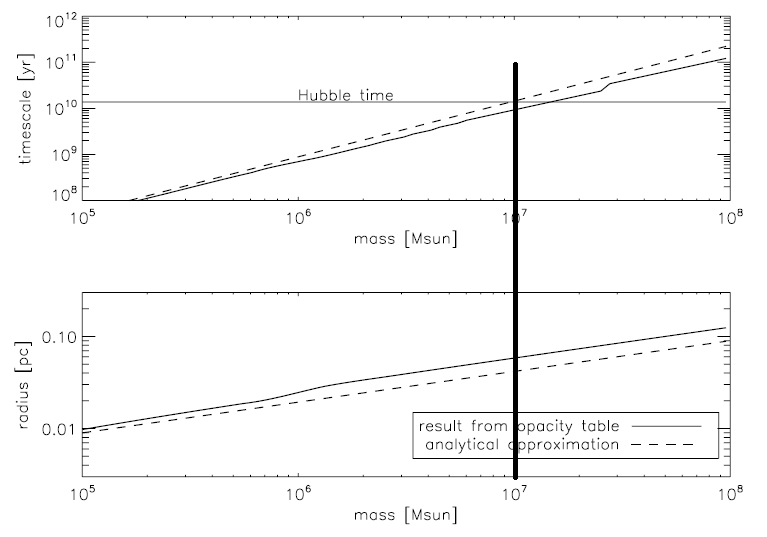 10^12
10^11
10^10
10^9
10^8
timescale [yr]
Hubble time
10^5 10^6 10^7 10^8
mass [Msun]
0.10
0.01
radius [pc]
result from opacity table
analytical approximation
10^5 10^6 10^7 10^8
mass [Msun]